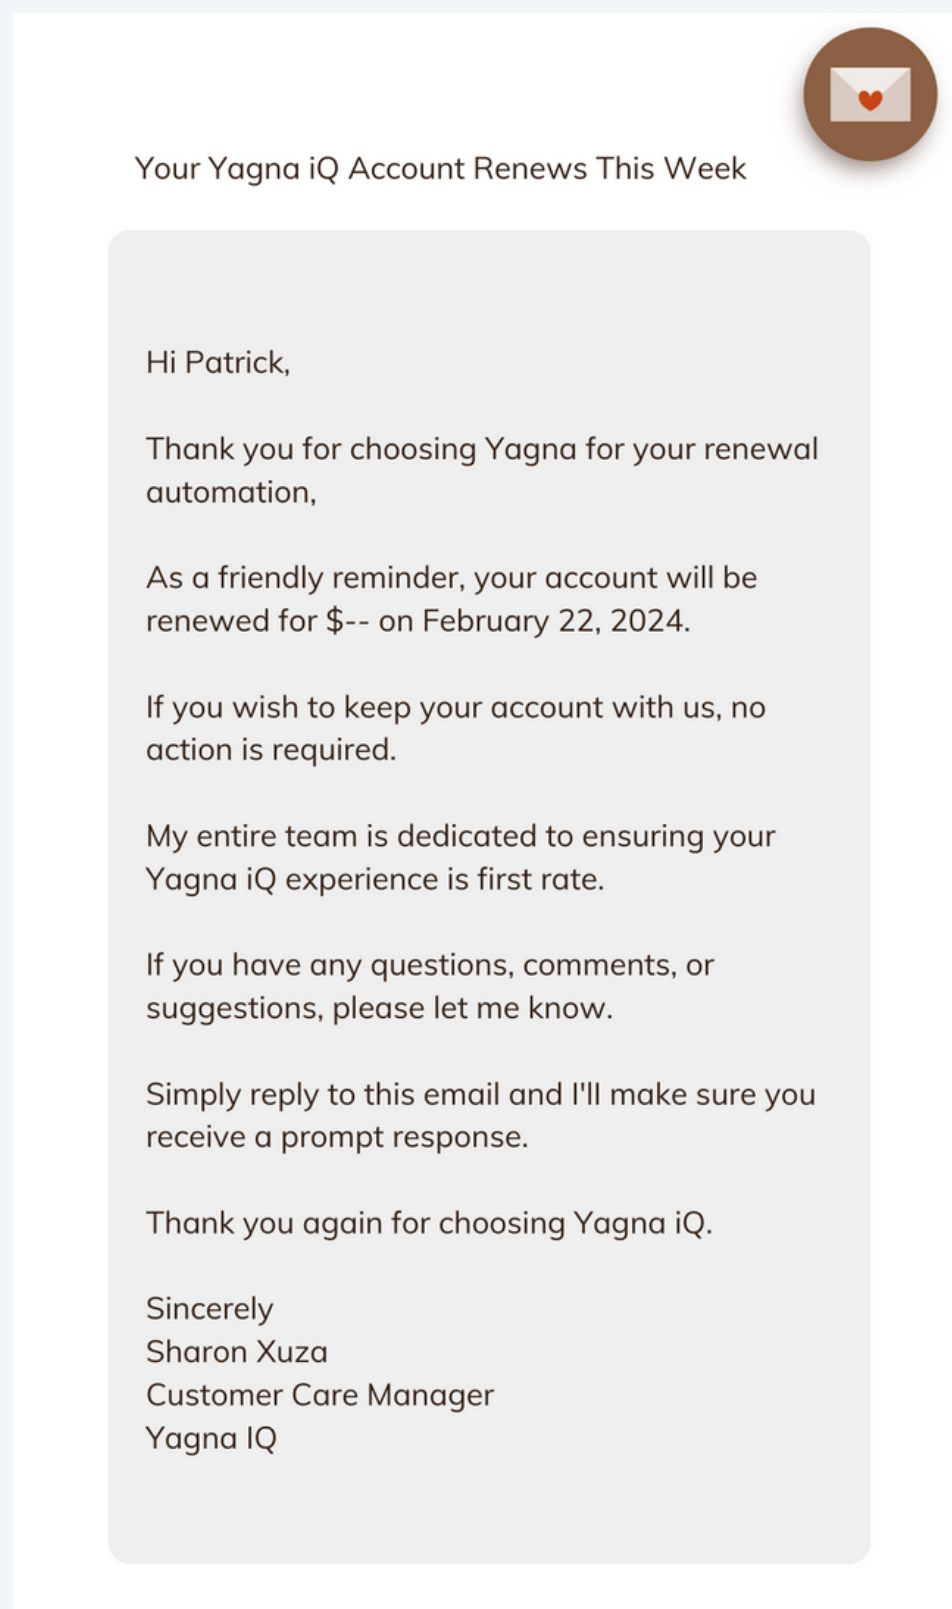 Your Yagna iQ Account Renews This Week
Hi Patrick,
Thank you for choosing Yagna for your renewal
automation,
As a friendly reminder, your account will be
renewed for $-- on February 22, 2024.
If you wish to keep your account with us, no
action is required.
My entire team is dedicated to ensuring your
Yagna iQ experience is first rate.
If you have any questions, comments, or
suggestions, please let me know.
Simply reply to this email and I'll make sure you
receive a prompt response.
Thank you again for choosing Yagna iQ.
Sincerely
Sharon Xuza
Customer Care Manager
Yagna IQ